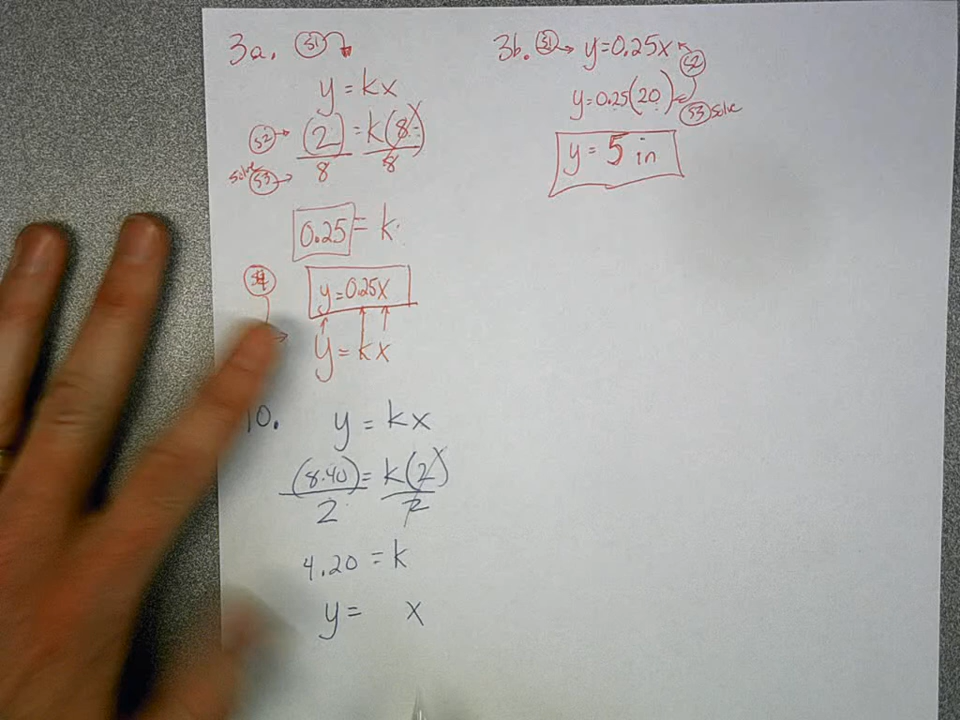 3a. S1
y = kx
S2 (2) = k(8)
solve S3 8 8
0.25 = k
S4 y=0.25x
y = kx
3b. S1 y=0.25x S2
y=0.25(20)
S3 solve
y = 5 in
10. y = kx
(8.40) = k(2)
2 2
4.20 = k
y = x